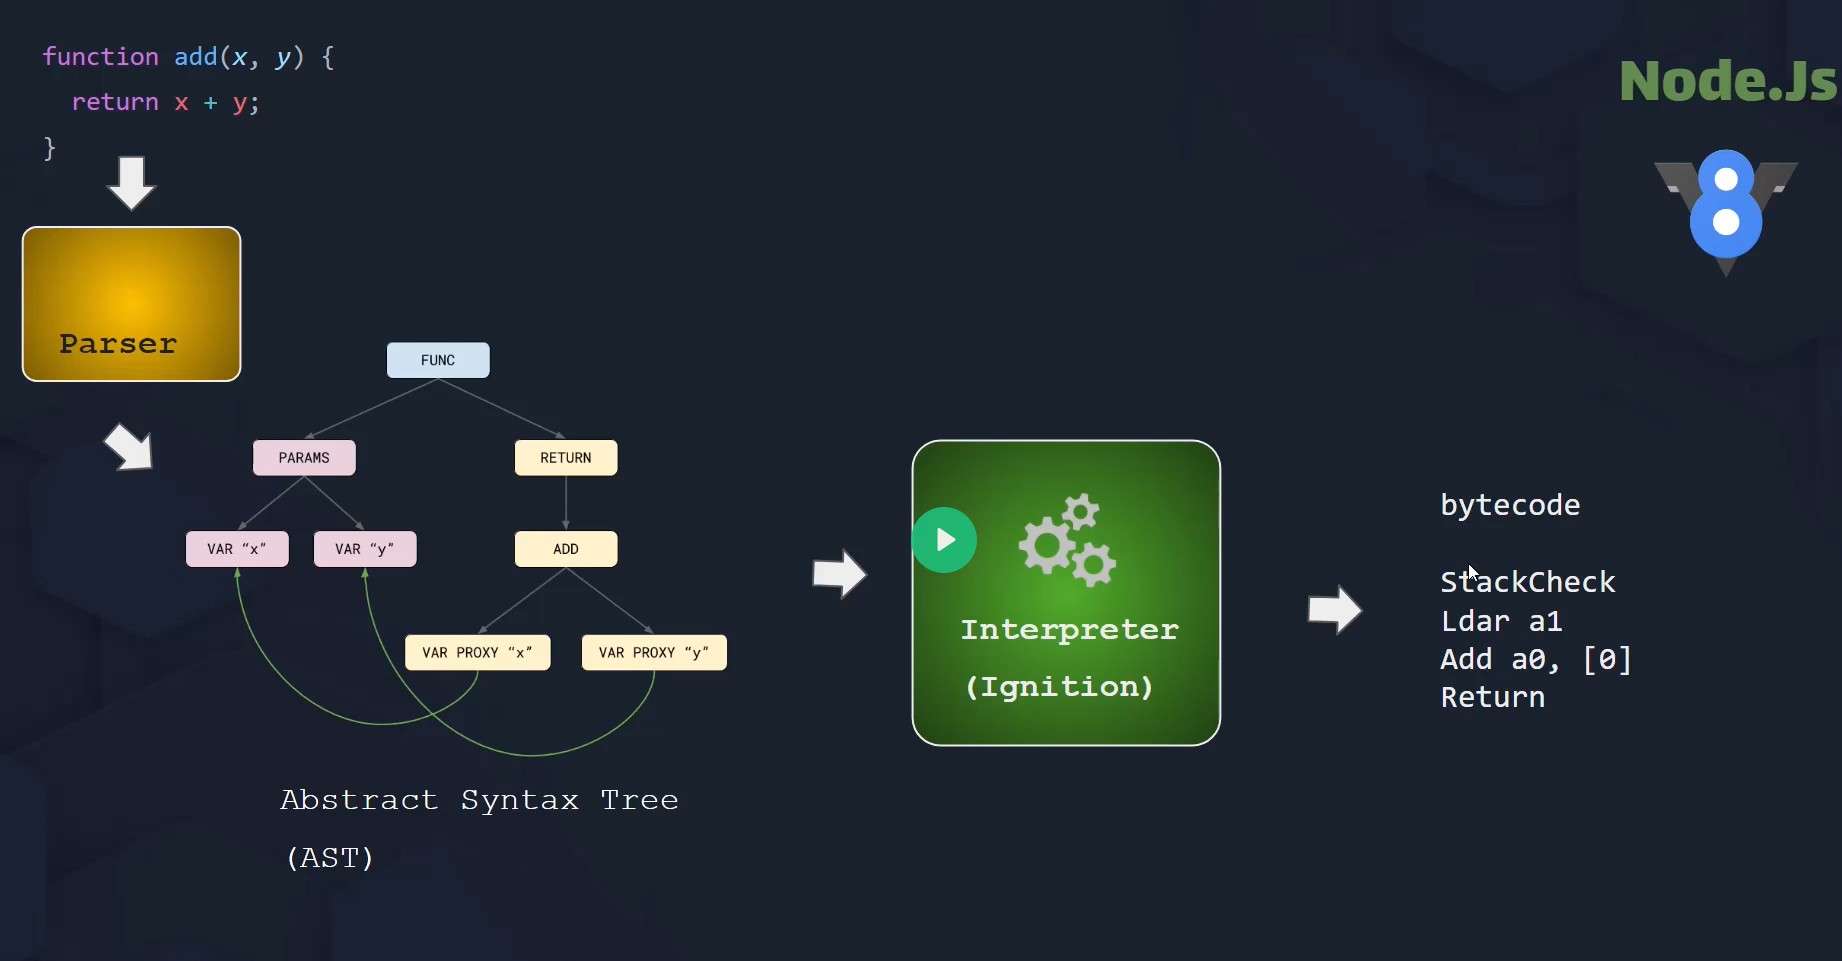 function add(x, y) {
return x + y;
}
Node.Js
V8
Parser
FUNC
PARAMS
RETURN
VAR “x”
VAR “y”
ADD
VAR PROXY “x”
VAR PROXY “y”
Abstract Syntax Tree
(AST)
Interpreter
(Ignition)
bytecode
StackCheck
Ldar a1
Add a0, [0]
Return